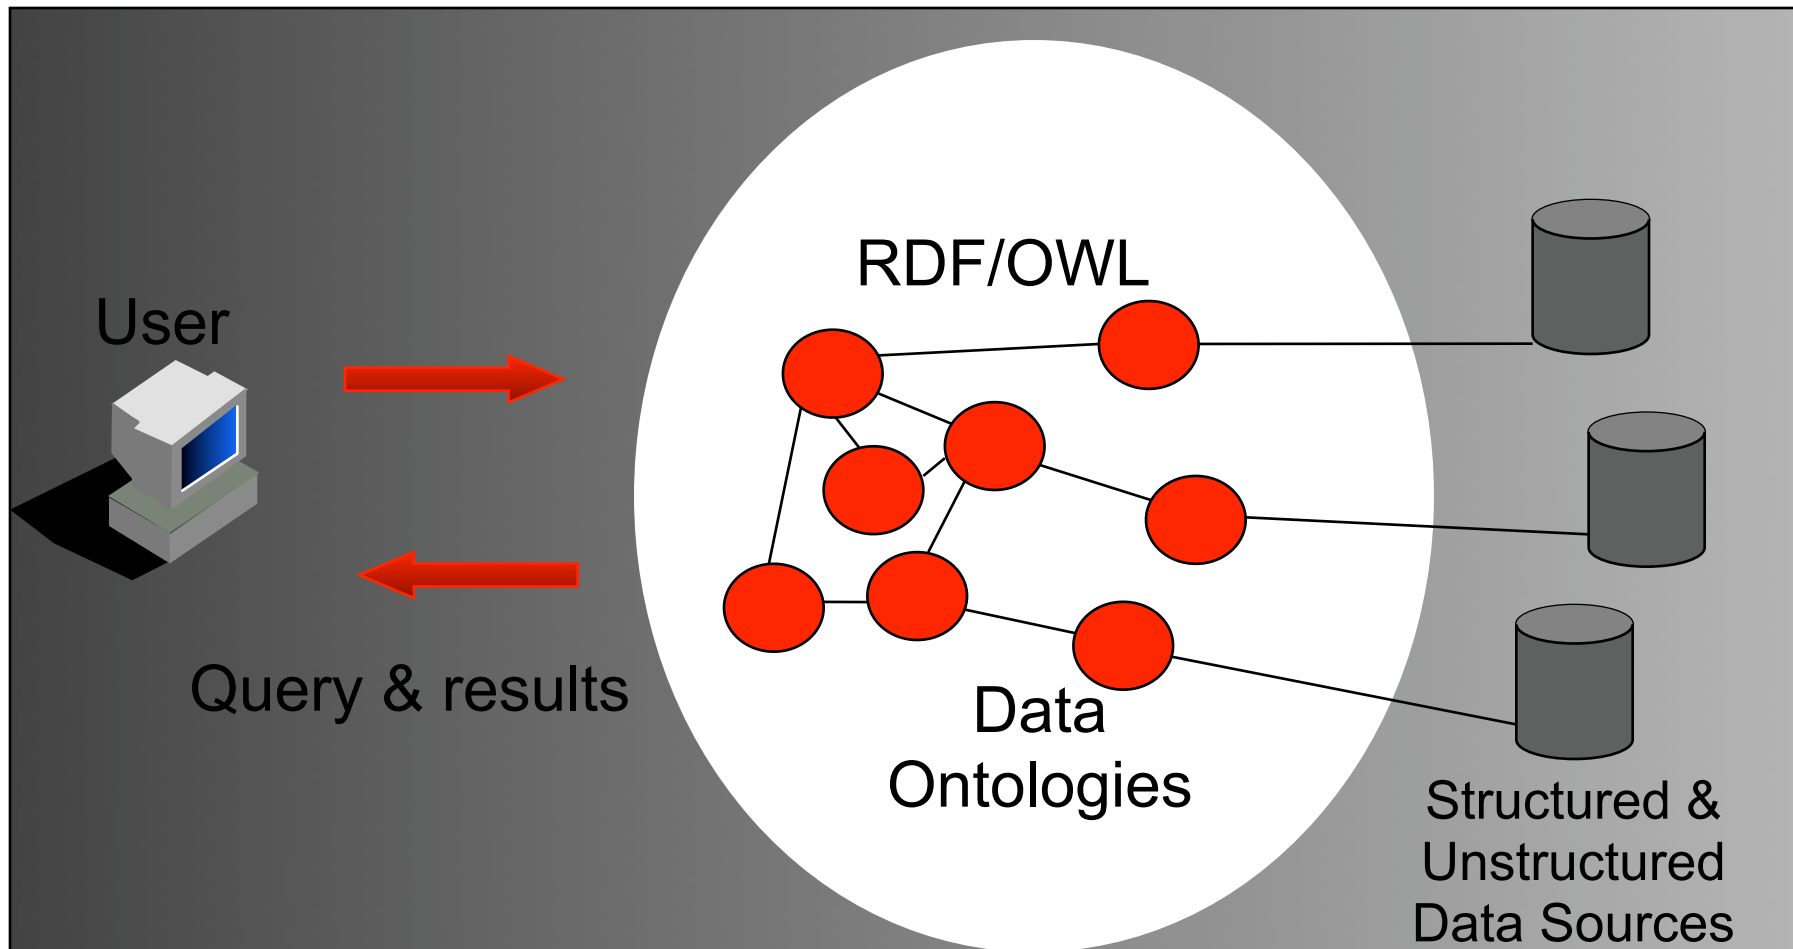 User
Query & results
RDF/OWL
Data
Ontologies
Structured &
Unstructured
Data Sources